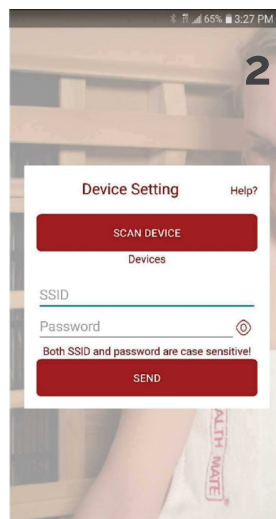 65% 3:27 PM
2
Device Setting Help?
SCAN DEVICE
Devices
SSID
Password
Both SSID and password are case sensitive!
SEND
ALTH MATE